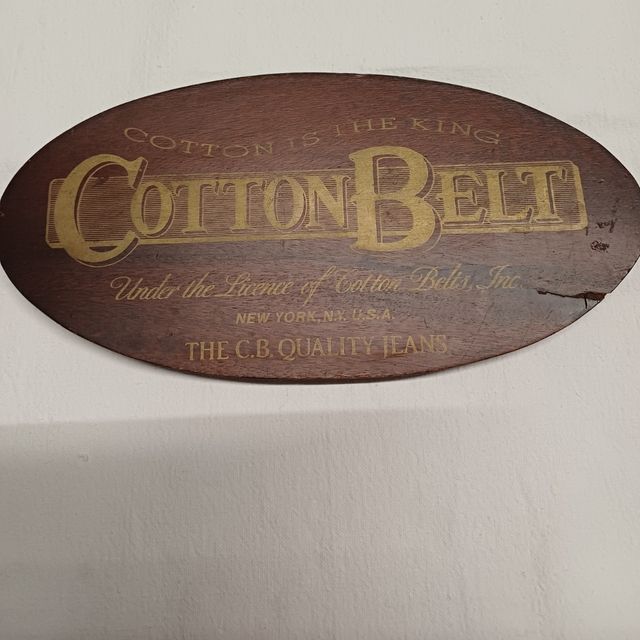 COTTON IS THE KING
COTTON BELT
Under the Licence of Cotton Belts, Inc.
NEW YORK, N.Y. U.S.A.
THE C.B. QUALITY JEANS